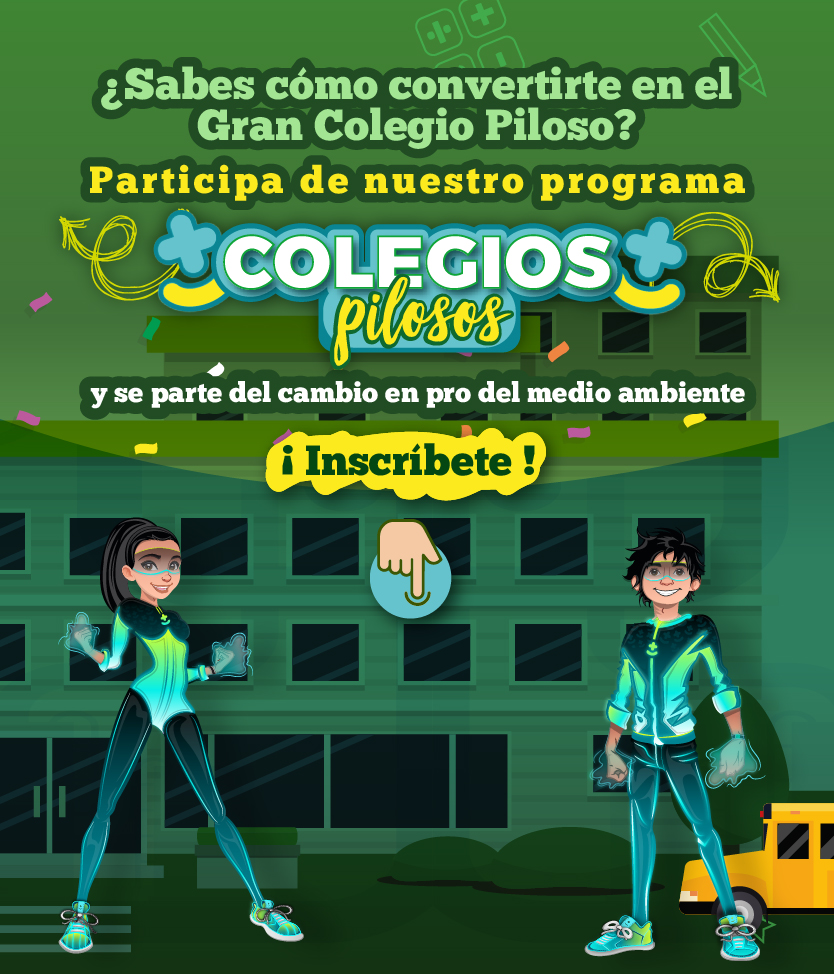 ¿Sabes cómo convertirte en el
Gran Colegio Piloso?
Participa de nuestro programa
COLEGIOS
pilosos
y se parte del cambio en pro del medio ambiente
¡ Inscríbete !